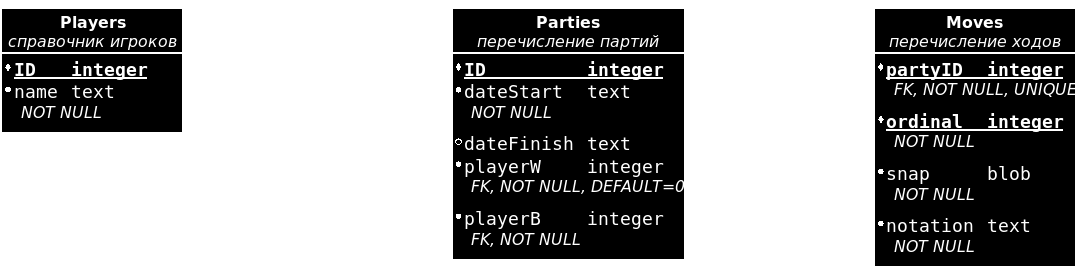 Players
справочник игроков
ID integer
name text
NOT NULL
Parties
перечисление партий
ID integer
dateStart text
NOT NULL
dateFinish text
playerW integer
FK, NOT NULL, DEFAULT=0
playerB integer
FK, NOT NULL
Moves
перечисление ходов
partyID integer
FK, NOT NULL, UNIQUE
ordinal integer
NOT NULL
snap blob
NOT NULL
notation text
NOT NULL